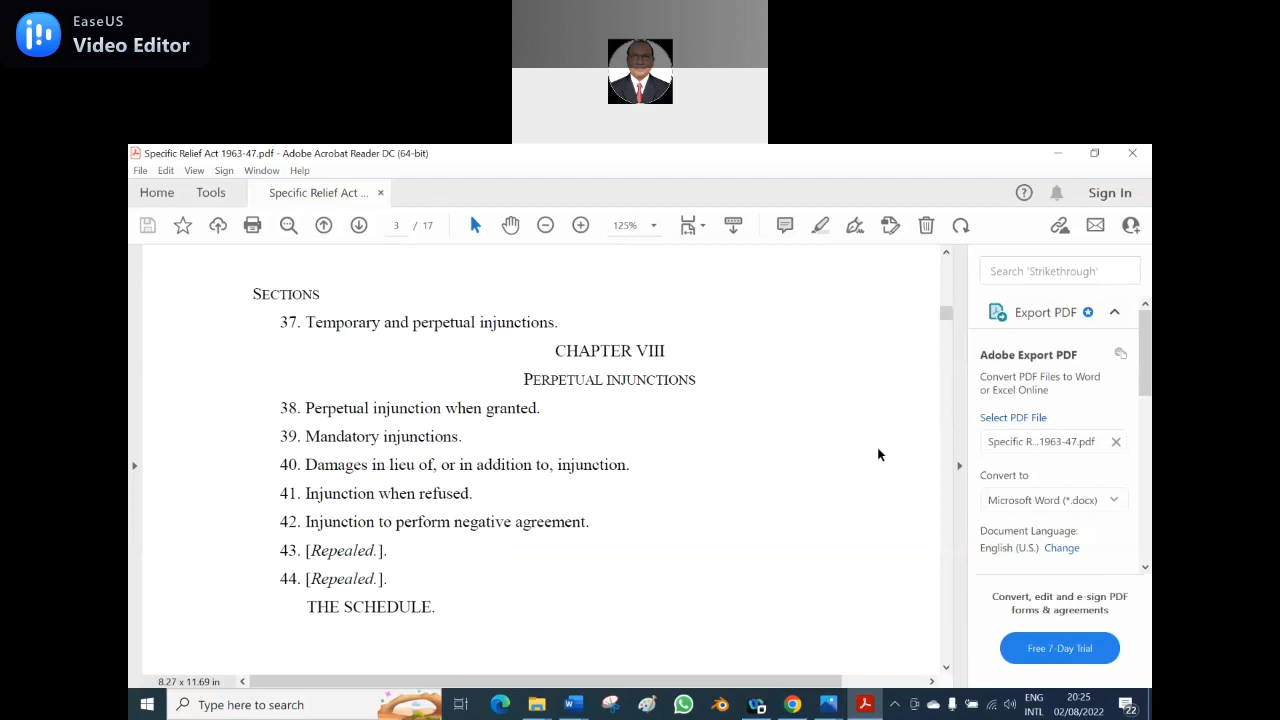 EaseUS
Video Editor
Specific Relief Act 1963-47.pdf - Adobe Acrobat Reader DC (64-bit)
File Edit View Sign Window Help
Home Tools Specific Relief Act ... × Sign In
3 / 17 125%
SECTIONS
37. Temporary and perpetual injunctions.
CHAPTER VIII
PERPETUAL INJUNCTIONS
38. Perpetual injunction when granted.
39. Mandatory injunctions.
40. Damages in lieu of, or in addition to, injunction.
41. Injunction when refused.
42. Injunction to perform negative agreement.
43. [Repealed.].
44. [Repealed.].
THE SCHEDULE.
8.27 x 11.69 in
Search 'Strikethrough'
Export PDF
Adobe Export PDF
Convert PDF Files to Word
or Excel Online
Select PDF File
Specific R...1963-47.pdf
Convert to
Microsoft Word (*.docx)
Document Language:
English (U.S.) Change
Convert, edit and e-sign PDF
forms & agreements
Free 7-Day Trial
Type here to search
ENG
INTL
20:25
02/08/2022
22